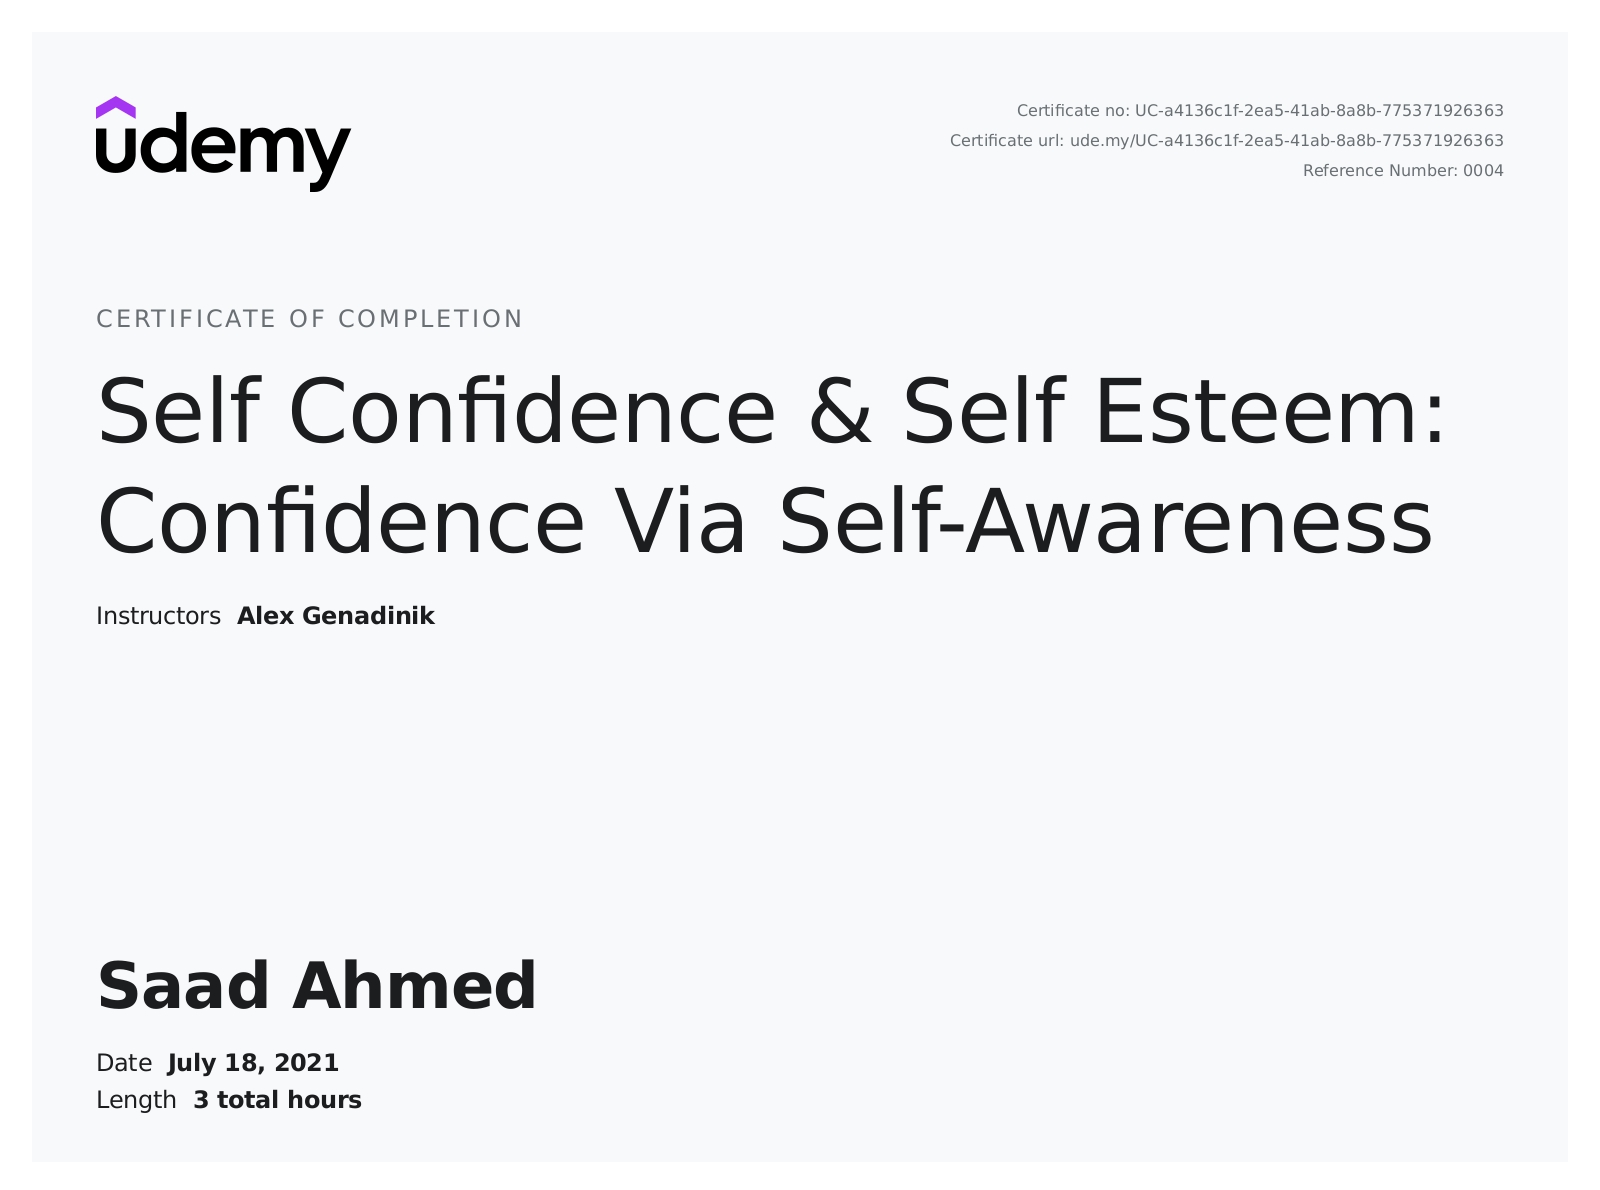 udemy
Certificate no: UC-a4136c1f-2ea5-41ab-8a8b-775371926363
Certificate url: ude.my/UC-a4136c1f-2ea5-41ab-8a8b-775371926363
Reference Number: 0004
CERTIFICATE OF COMPLETION
Self Confidence & Self Esteem:
Confidence Via Self-Awareness
Instructors Alex Genadinik
Saad Ahmed
Date July 18, 2021
Length 3 total hours